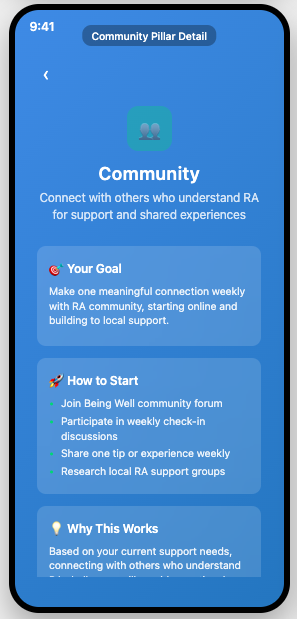 9:41
Community Pillar Detail
Community
Connect with others who understand RA
for support and shared experiences
🎯 Your Goal
Make one meaningful connection weekly
with RA community, starting online and
building to local support.
🚀 How to Start
• Join Being Well community forum
• Participate in weekly check-in
discussions
• Share one tip or experience weekly
• Research local RA support groups
💡 Why This Works
Based on your current support needs,
connecting with others who understand